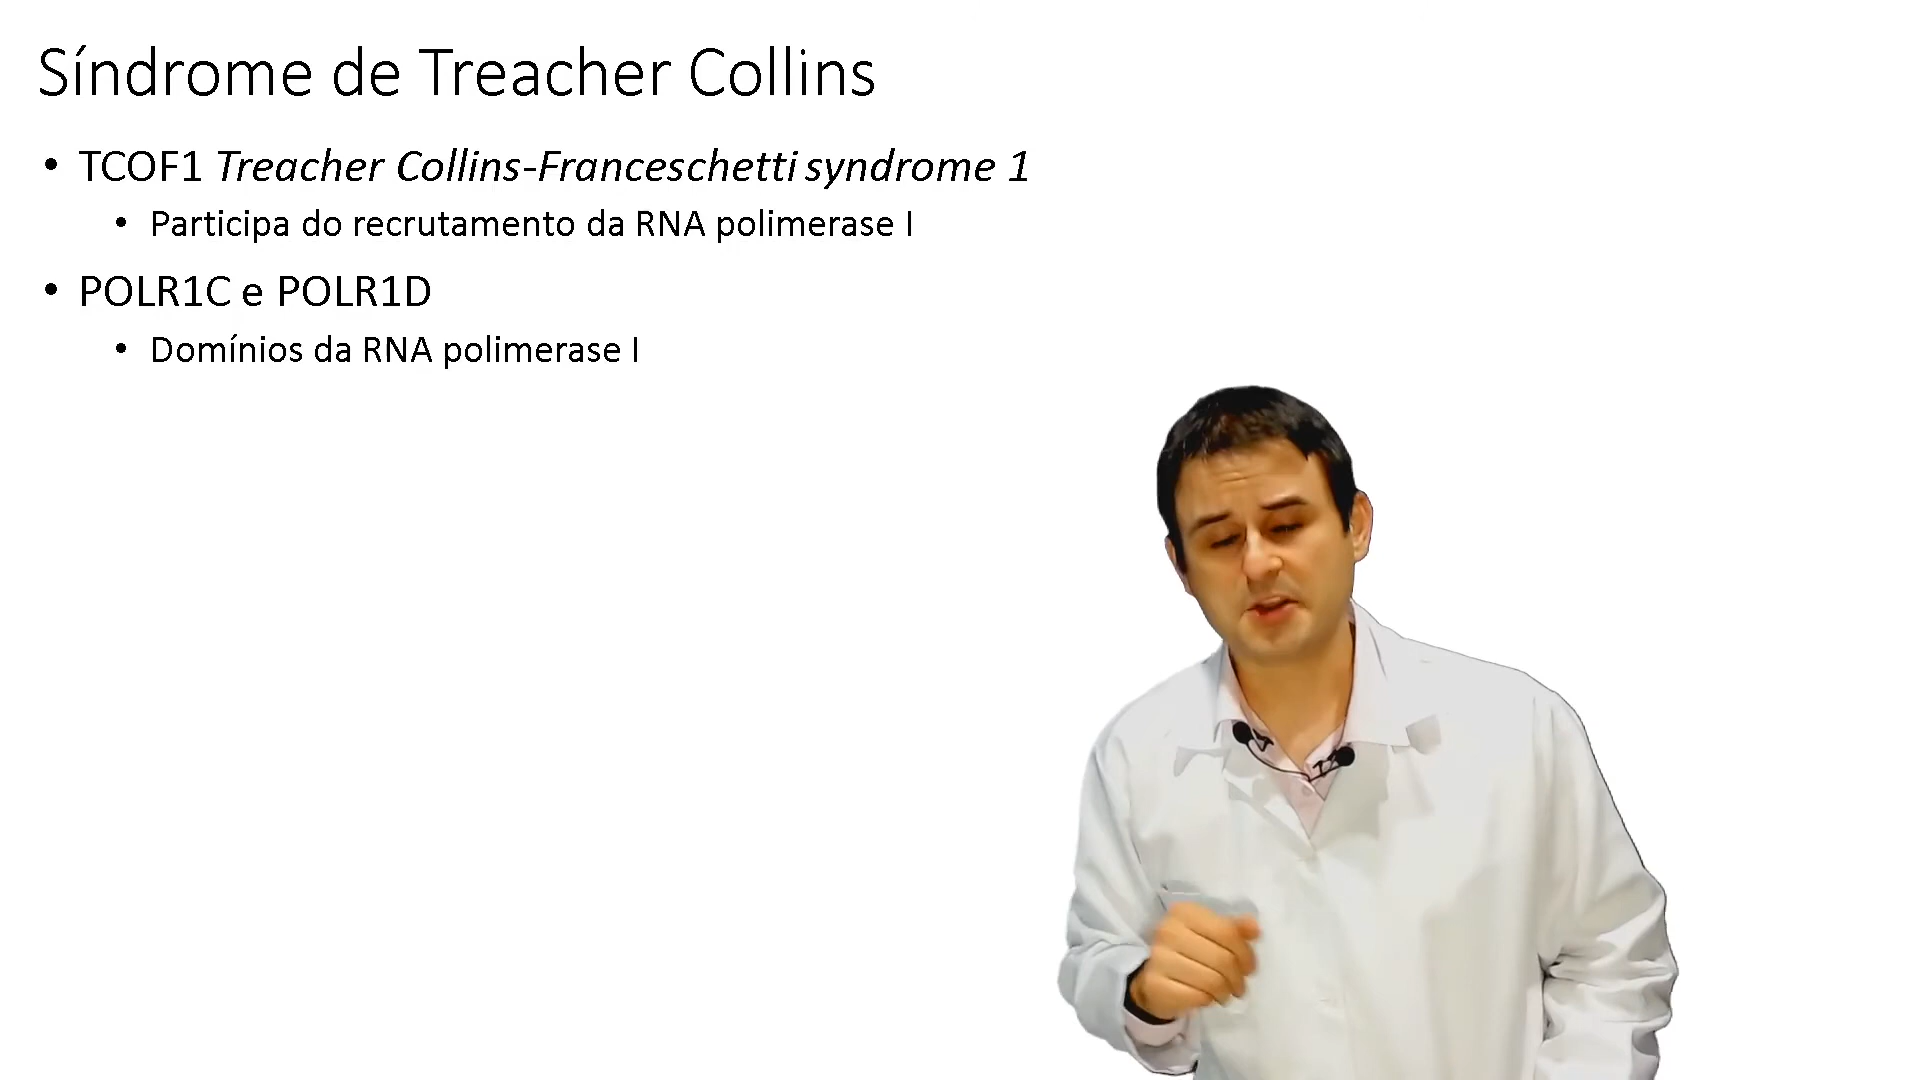 Síndrome de Treacher Collins
• TCOF1 Treacher Collins-Franceschetti syndrome 1
• Participa do recrutamento da RNA polimerase I
• POLR1C e POLR1D
• Domínios da RNA polimerase I